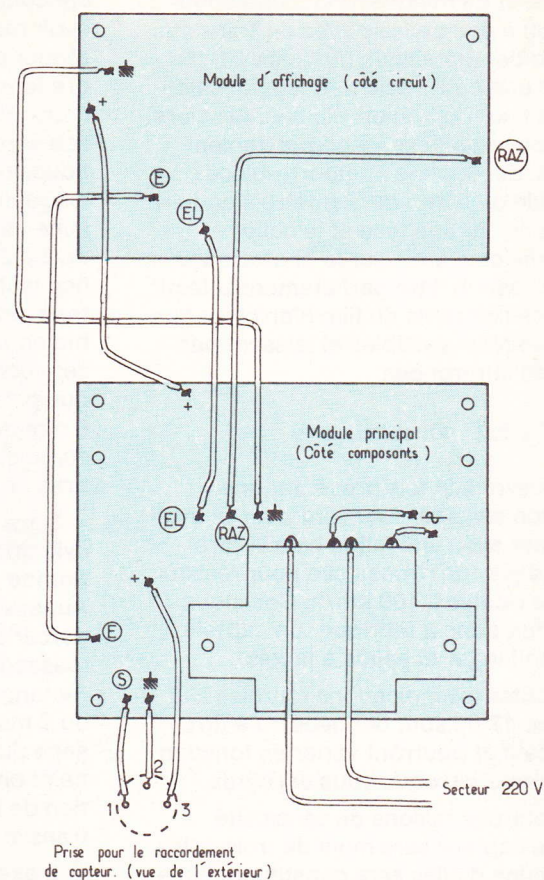 Module d'affichage (côté circuit)
+
E
EL
RAZ
+
Module principal
(Côté composants)
EL
RAZ
+
E
S
1
2
3
Secteur 220 V
Prise pour le raccordement
de capteur. (vue de l'extérieur)